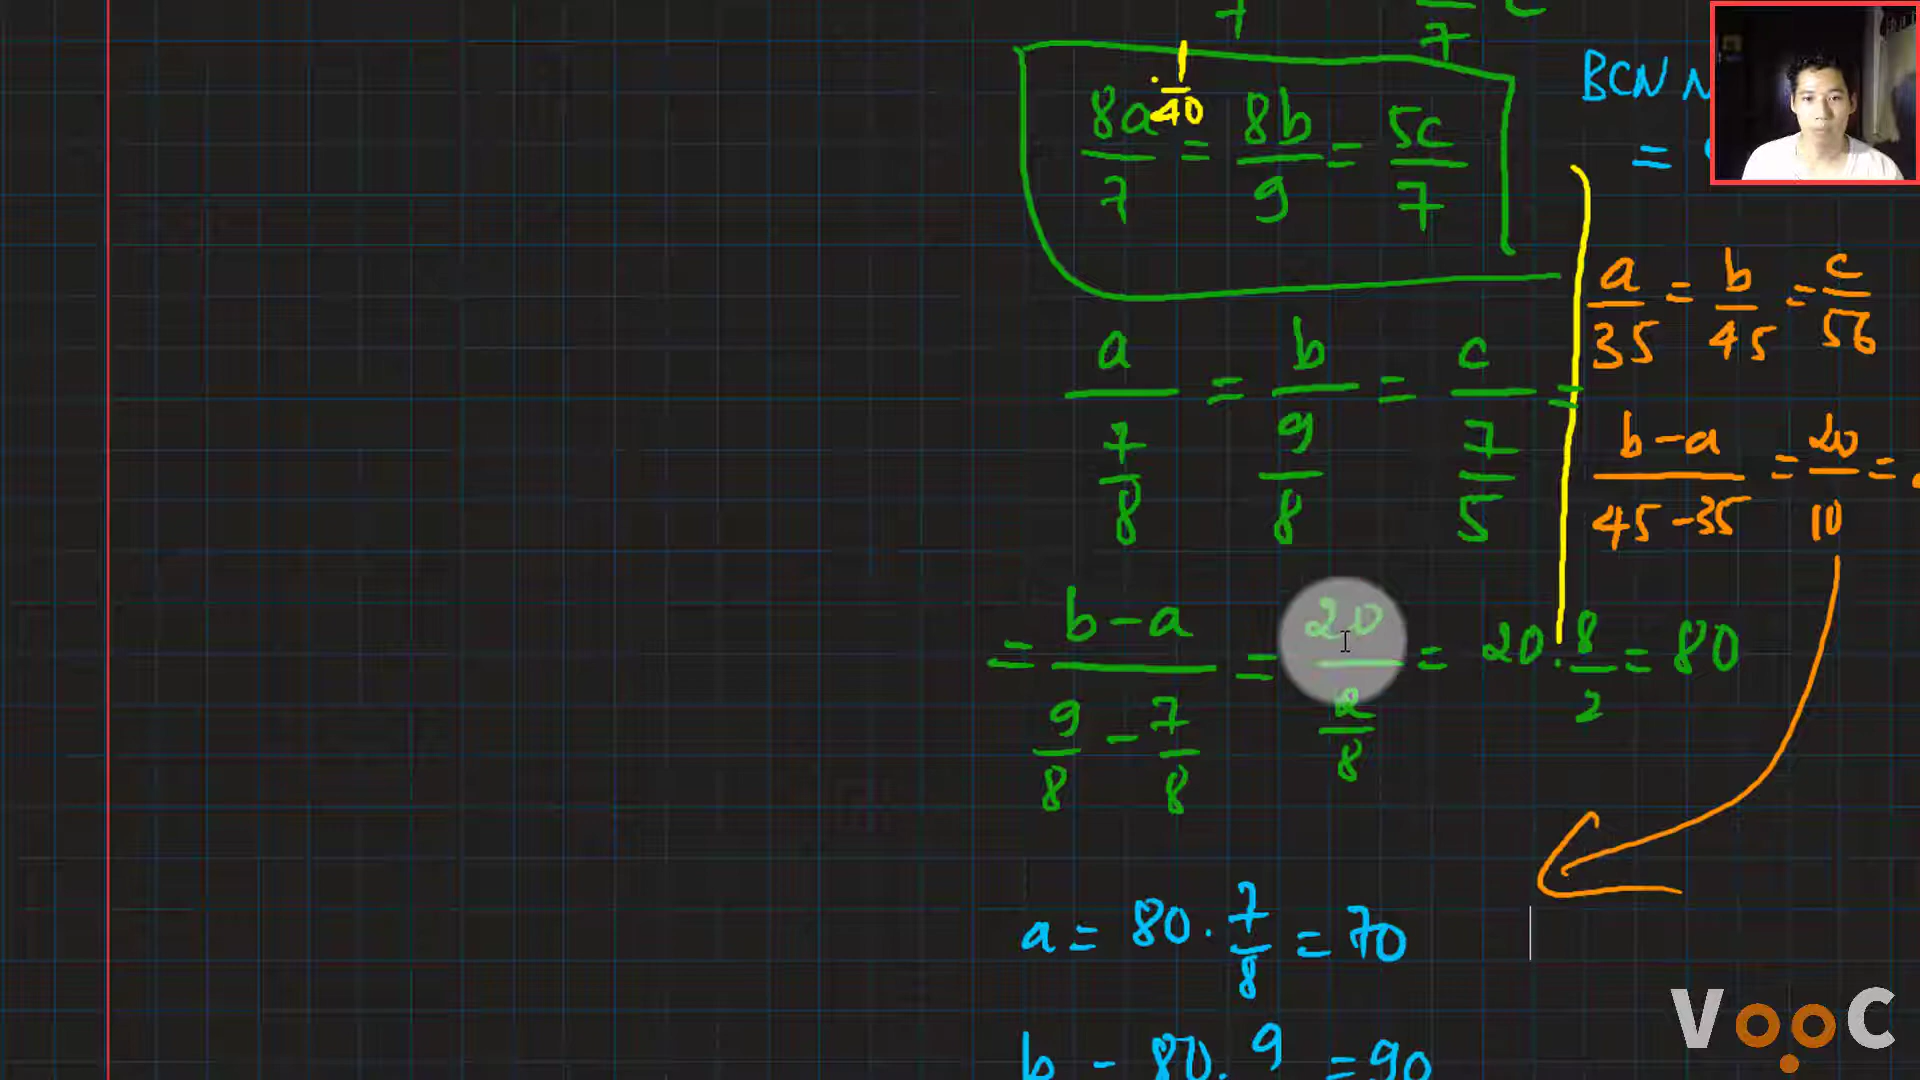 7 7
BCN N
8a/7 · 1/40 = 8b/9 = 5c/7
=
a/35 = b/45 = c/56
a/(7/8) = b/(9/8) = c/(7/5) =
(b-a)/(45-35) = 20/10 =
= (b-a)/(9/8 - 7/8) = 20/(2/8) = 20 · 8/2 = 80
a = 80 · 7/8 = 70
b - 80 · 9 = 90
VooC